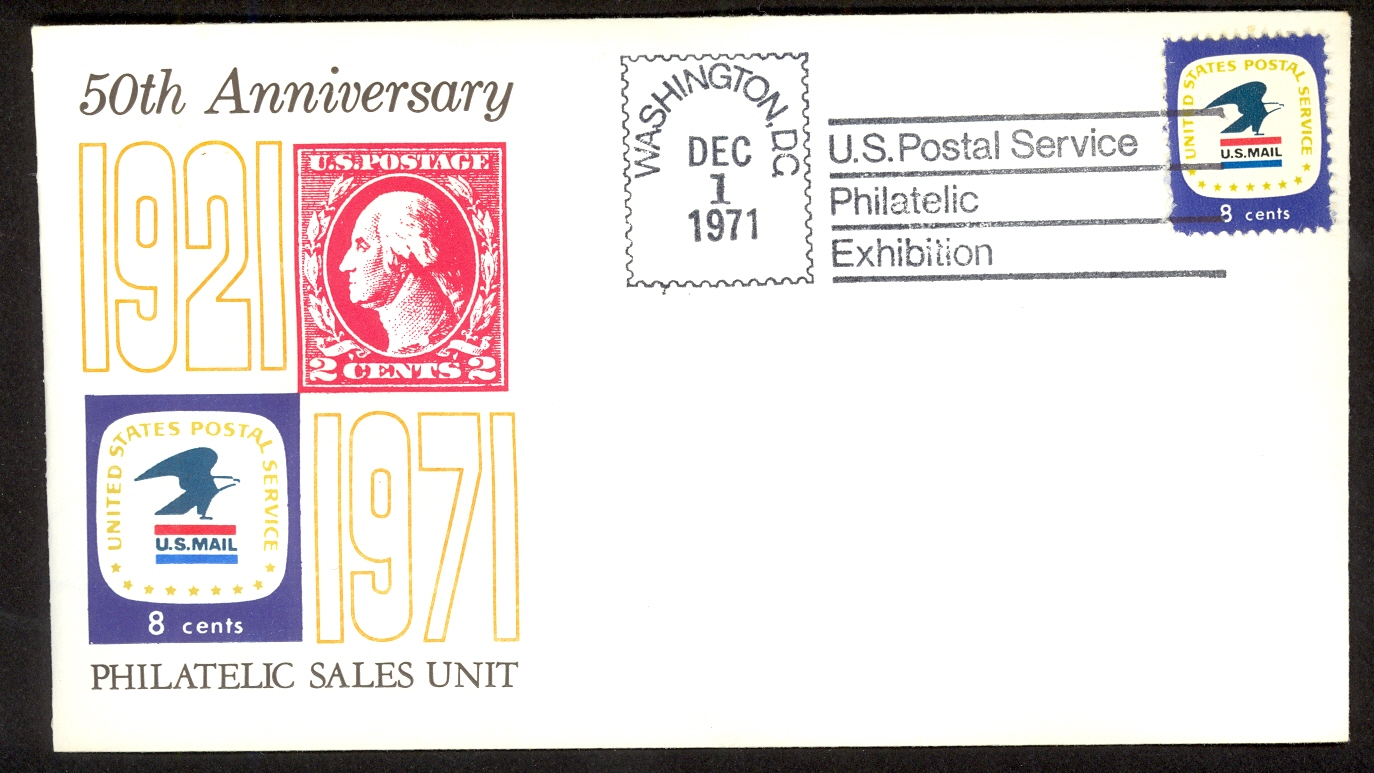 50th Anniversary
1921
U.S. POSTAGE
2 CENTS 2
UNITED STATES POSTAL SERVICE
U.S.MAIL
8 cents
1971
PHILATELIC SALES UNIT
WASHINGTON, DC
DEC
1
1971
U.S. Postal Service
Philatelic
Exhibition
UNITED STATES POSTAL SERVICE
U.S.MAIL
8 cents